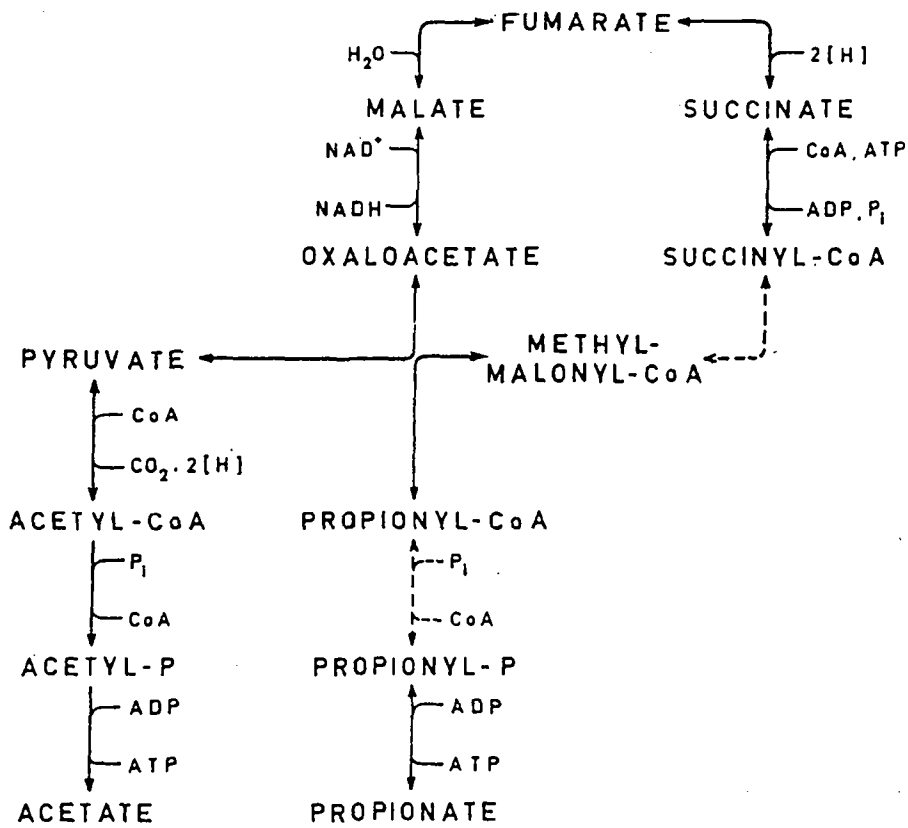 FUMARATE
H₂O
2[H]
MALATE
SUCCINATE
NAD⁺
CoA, ATP
NADH
ADP, Pᵢ
OXALOACETATE
SUCCINYL-CoA
PYRUVATE
METHYL-
MALONYL-CoA
CoA
CO₂. 2[H]
ACETYL-CoA
PROPIONYL-CoA
Pᵢ
Pᵢ
CoA
CoA
ACETYL-P
PROPIONYL-P
ADP
ADP
ATP
ATP
ACETATE
PROPIONATE